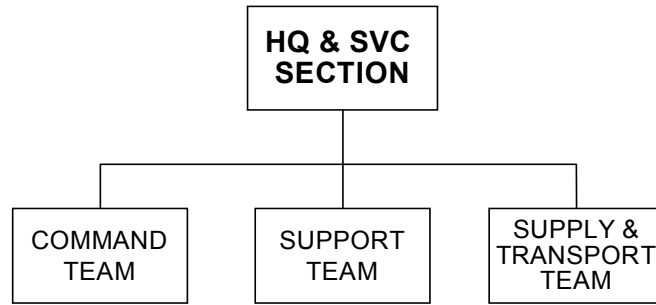 HQ & SVC
SECTION
COMMAND
TEAM
SUPPORT
TEAM
SUPPLY &
TRANSPORT
TEAM